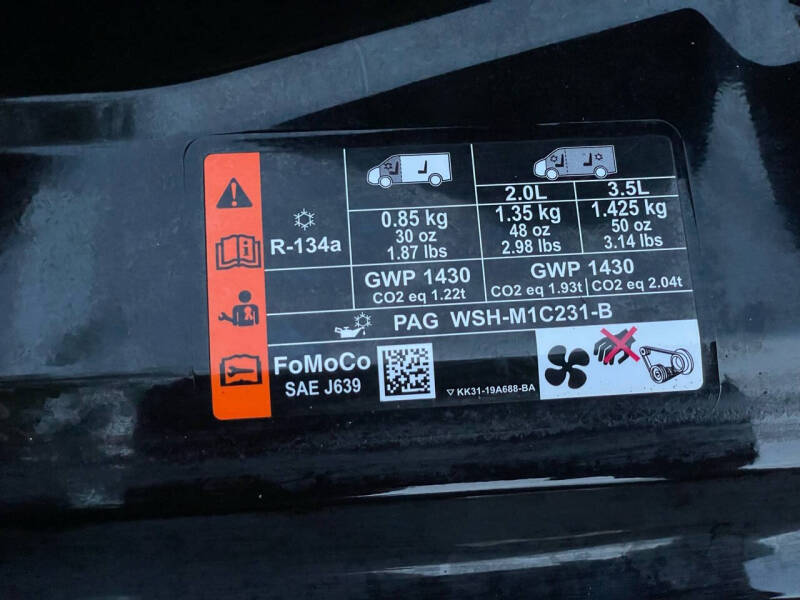 2.0L 3.5L
R-134a
0.85 kg 1.35 kg 1.425 kg
30 oz 48 oz 50 oz
1.87 lbs 2.98 lbs 3.14 lbs
GWP 1430 GWP 1430
CO2 eq 1.22t CO2 eq 1.93t CO2 eq 2.04t
PAG WSH-M1C231-B
FoMoCo
SAE J639
KK31-19A688-BA